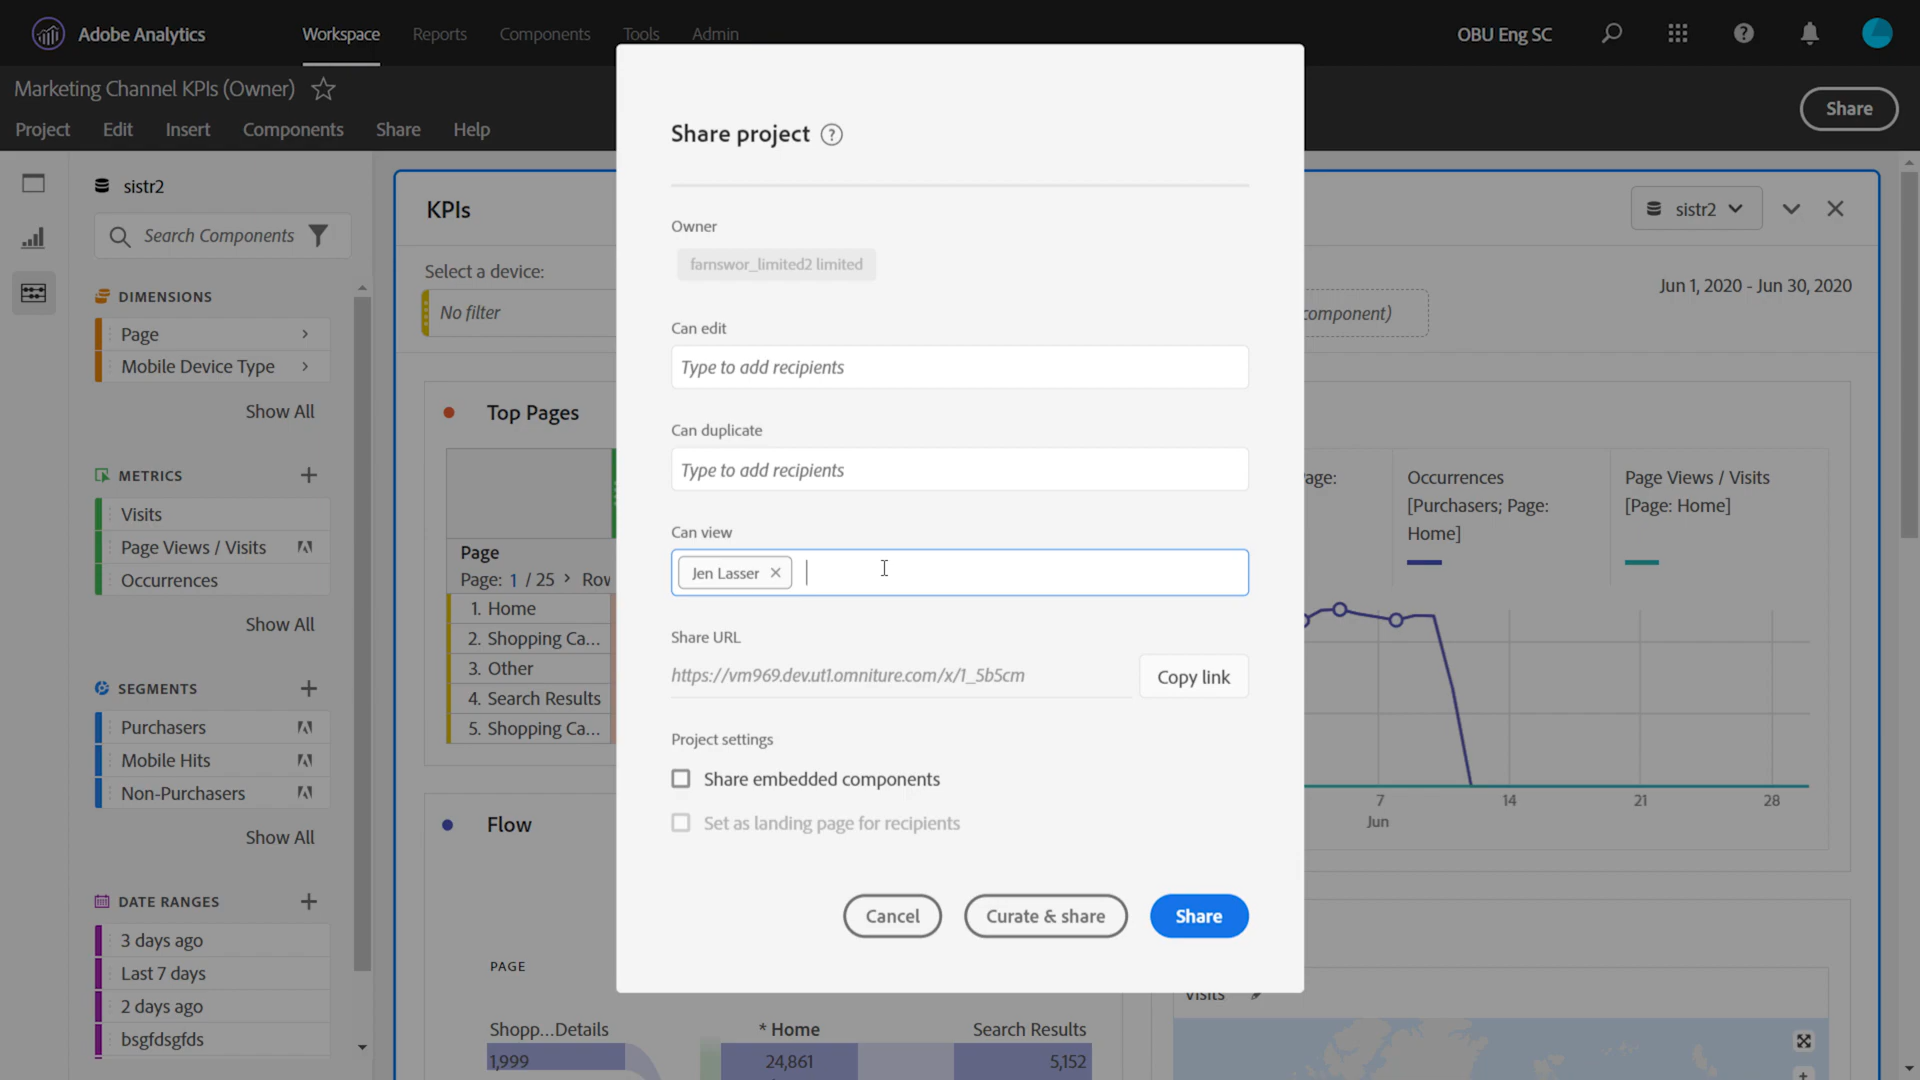 Adobe Analytics
Workspace
Reports
Components
Tools
Admin
OBU Eng SC
Marketing Channel KPIs (Owner)
Project
Edit
Insert
Components
Share
Help
Share
sistr2
Search Components
DIMENSIONS
Page
Mobile Device Type
Show All
METRICS
Visits
Page Views / Visits
Occurrences
Show All
SEGMENTS
Purchasers
Mobile Hits
Non-Purchasers
Show All
DATE RANGES
3 days ago
Last 7 days
2 days ago
bsgfdsgfds
KPIs
sistr2
Select a device:
No filter
component)
Jun 1, 2020 - Jun 30, 2020
Top Pages
Page
Page: 1 / 25 > Rov
1. Home
2. Shopping Ca...
3. Other
4. Search Results
5. Shopping Ca...
age:
Occurrences
[Purchasers; Page:
Home]
Page Views / Visits
[Page: Home]
7
14
21
28
Jun
Flow
PAGE
Shopp...Details
* Home
Search Results
1,999
24,861
5,152
Visits
Share project
Owner
farnswor_limited2 limited
Can edit
Type to add recipients
Can duplicate
Type to add recipients
Can view
Jen Lasser
Share URL
https://vm969.dev.ut1.omniture.com/x/1_5b5cm
Copy link
Project settings
Share embedded components
Set as landing page for recipients
Cancel
Curate & share
Share